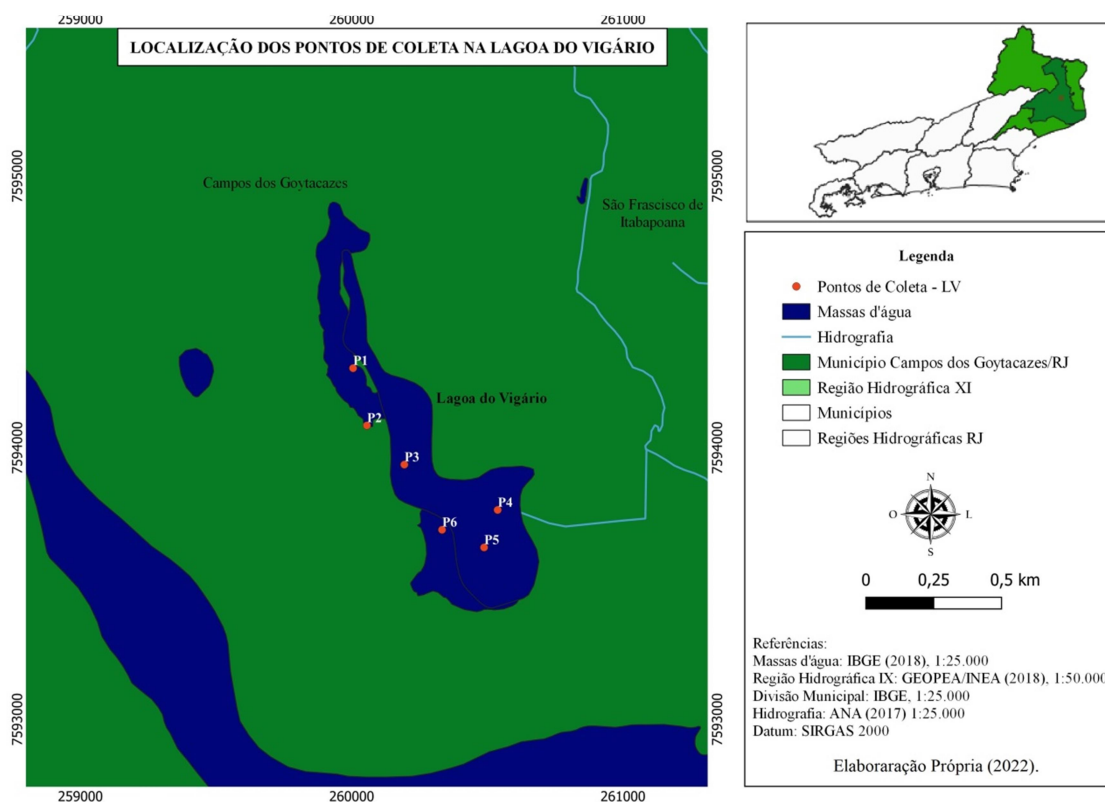 259000
260000
261000
LOCALIZAÇÃO DOS PONTOS DE COLETA NA LAGOA DO VIGÁRIO
7595000
7595000
Campos dos Goytacazes
São Frascisco de
Itabapoana
P1
Lagoa do Vigário
P2
7594000
7594000
P3
P4
P6
P5
7593000
7593000
259000
260000
261000
Legenda
Pontos de Coleta - LV
Massas d'água
Hidrografia
Município Campos dos Goytacazes/RJ
Região Hidrográfica XI
Municípios
Regiões Hidrográficas RJ
N
O
L
S
0 0,25 0,5 km
Referências:
Massas d'água: IBGE (2018), 1:25.000
Região Hidrográfica IX: GEOPEA/INEA (2018), 1:50.000
Divisão Municipal: IBGE, 1:25.000
Hidrografia: ANA (2017) 1:25.000
Datum: SIRGAS 2000
Elaboraração Própria (2022).